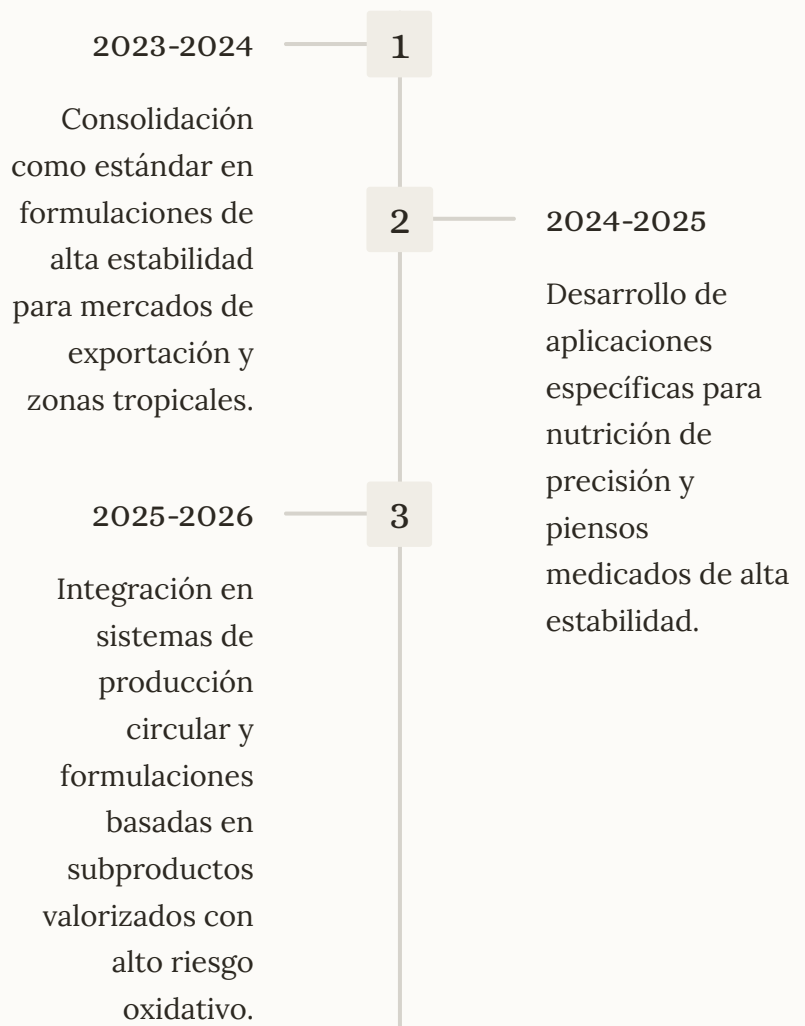 2023-2024
1
Consolidación
como estándar en
formulaciones de
alta estabilidad
para mercados de
exportación y
zonas tropicales.
2
2024-2025
Desarrollo de
aplicaciones
específicas para
nutrición de
precisión y
piensos
medicados de alta
estabilidad.
2025-2026
3
Integración en
sistemas de
producción
circular y
formulaciones
basadas en
subproductos
valorizados con
alto riesgo
oxidativo.